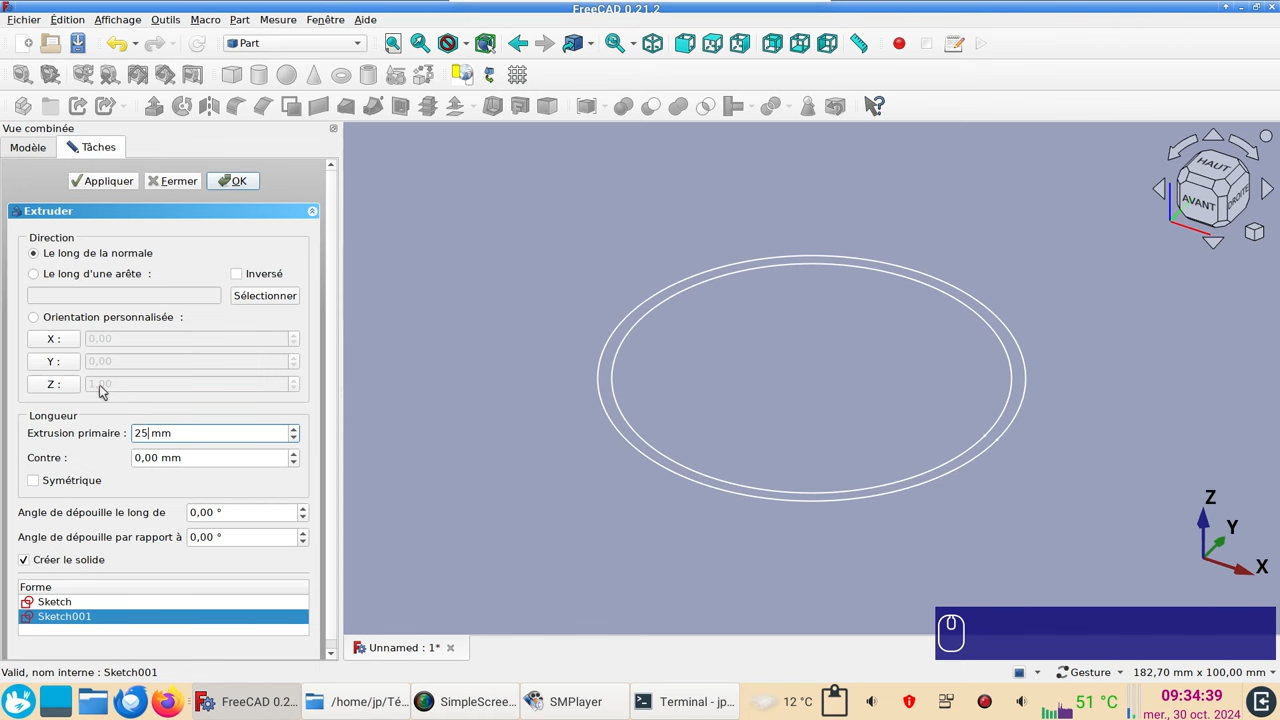 FreeCAD 0.21.2
Fichier Édition Affichage Outils Macro Part Mesure Fenêtre Aide
Part
Vue combinée
Modèle Tâches
Appliquer Fermer OK
Extruder
Direction
Le long de la normale
Le long d'une arête : Inversé
Sélectionner
Orientation personnalisée :
X : 0,00
Y : 0,00
Z : 1,00
Longueur
Extrusion primaire : 25 mm
Contre : 0,00 mm
Symétrique
Angle de dépouille le long de 0,00 °
Angle de dépouille par rapport à 0,00 °
Créer le solide
Forme
Sketch
Sketch001
HAUT
AVANT
DROITE
Z
Y
X
Unnamed : 1*
Valid, nom interne : Sketch001
Gesture 182,70 mm x 100,00 mm
FreeCAD 0.2... /home/jp/Té... SimpleScree... SMPlayer Terminal - jp... 12 °C 51 °C
09:34:39
mer., 30 oct. 2024